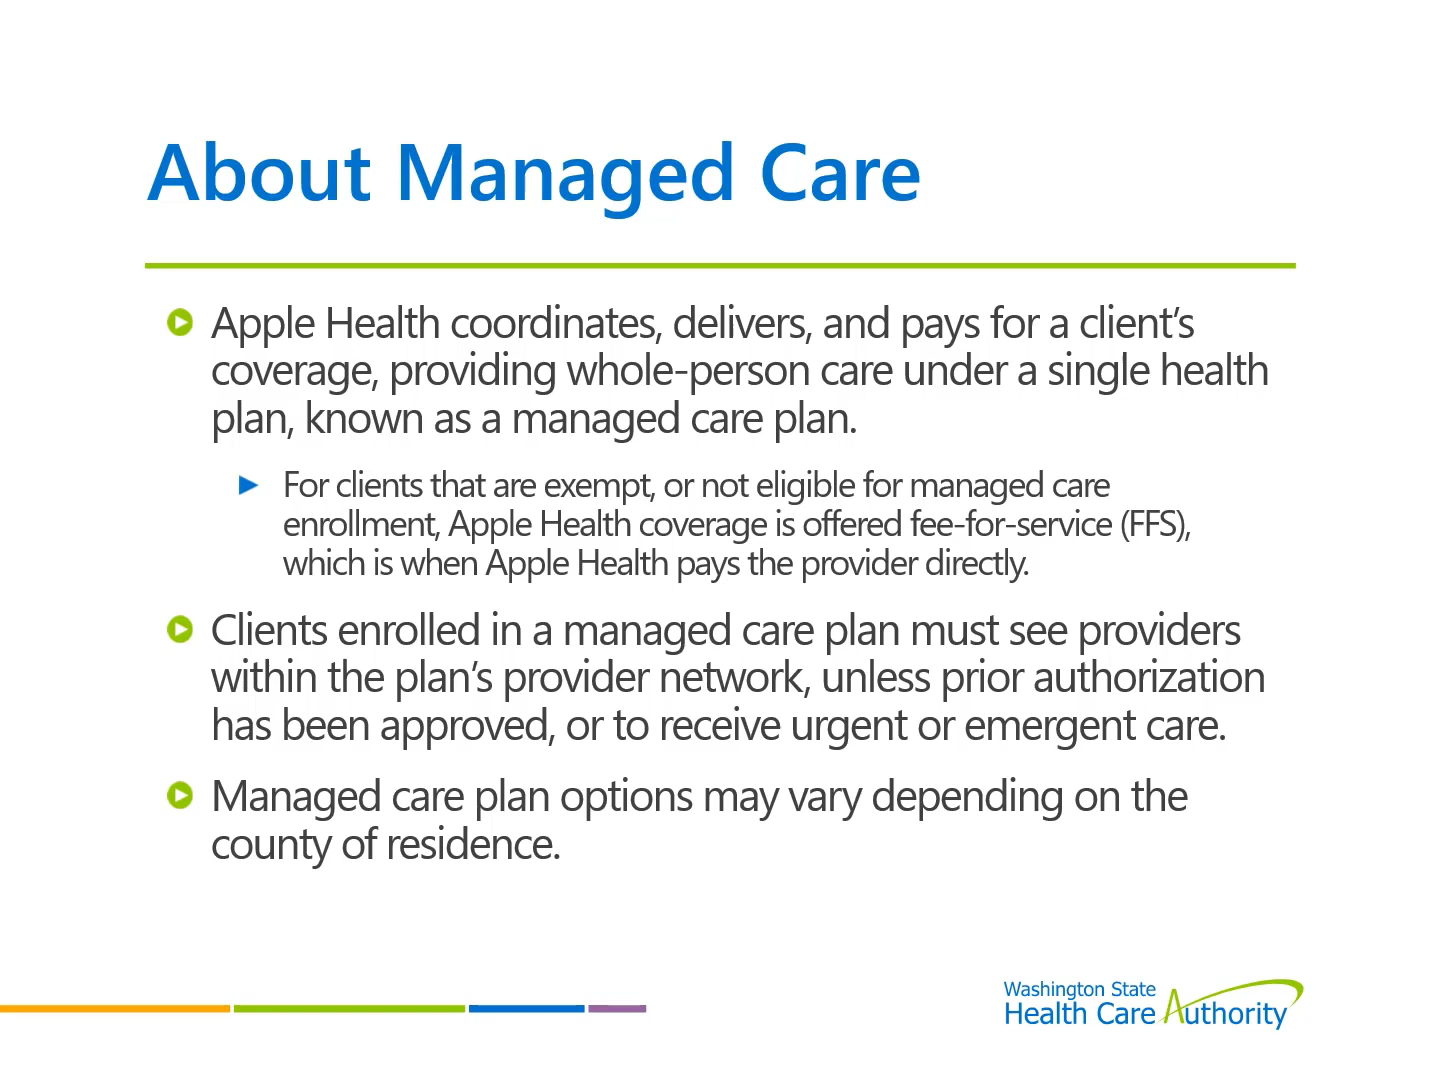 About Managed Care
Apple Health coordinates, delivers, and pays for a client’s
coverage, providing whole-person care under a single health
plan, known as a managed care plan.
For clients that are exempt, or not eligible for managed care
enrollment, Apple Health coverage is offered fee-for-service (FFS),
which is when Apple Health pays the provider directly.
Clients enrolled in a managed care plan must see providers
within the plan’s provider network, unless prior authorization
has been approved, or to receive urgent or emergent care.
Managed care plan options may vary depending on the
county of residence.
Washington State
Health Care Authority